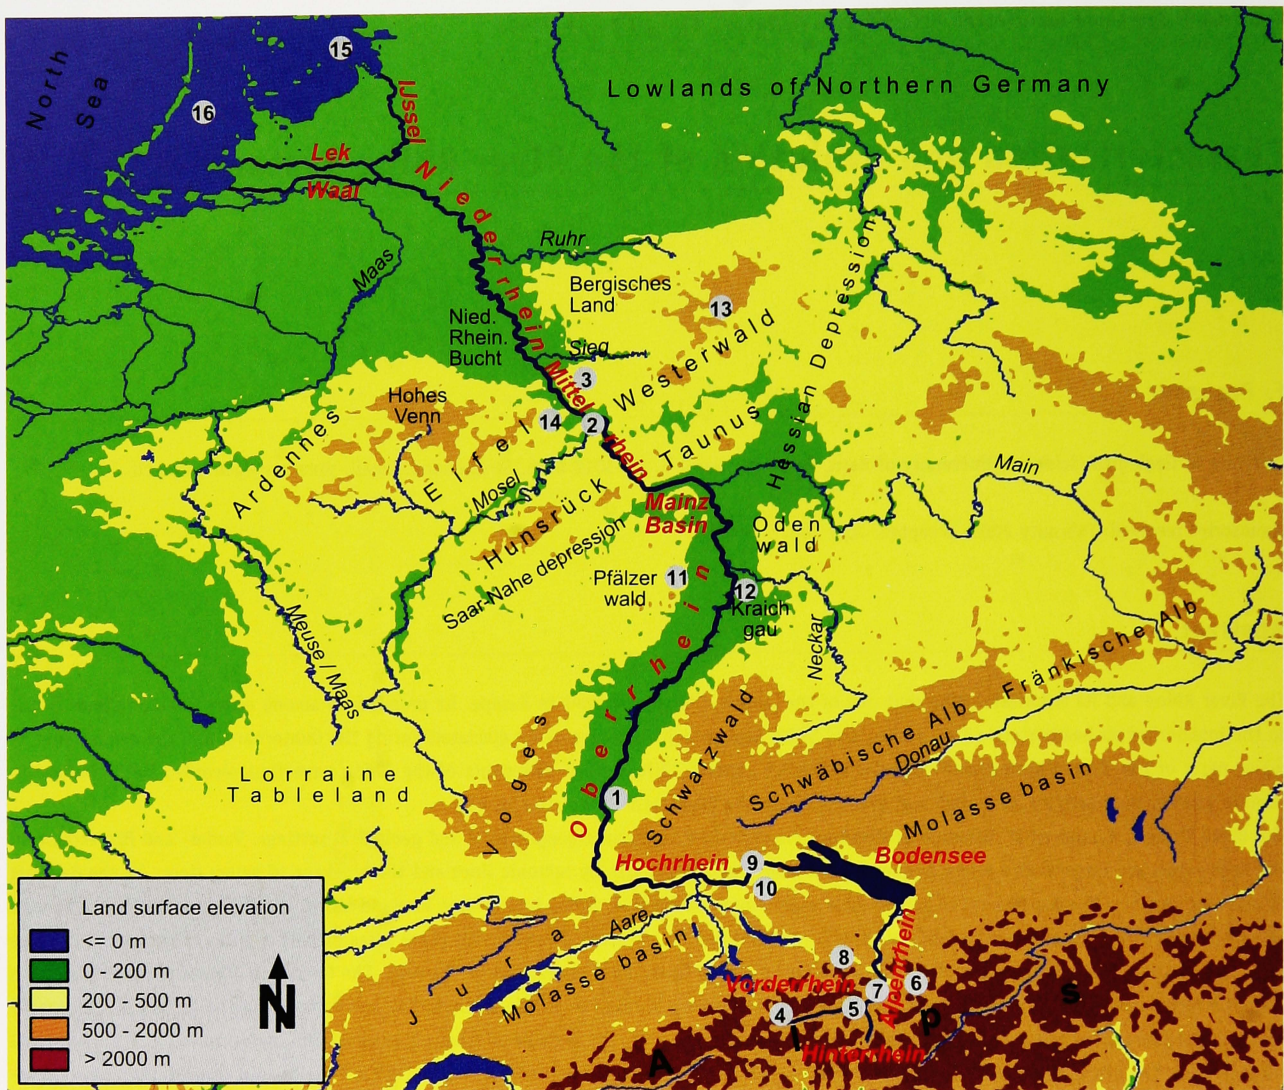 North
Sea
15
16
IJssel
Lowlands of Northern Germany
Lek
Waal
Niederrhein
Maas
Ruhr
Bergisches
Land
13
Nied.
Rhein.
Bucht
Sieg
3
Mittelrhein
Westerwald
Hessian Depression
Hohes
Venn
14
2
Ardennes
Eifel
Taunus
Mosel
Main
Hunsrück
Mainz
Basin
Oden
wald
Saar-Nahe depression
Pfälzer
wald
11
12
Kraich
gau
Neckar
Meuse / Maas
Oberrhein
Fränkische Alb
Schwäbische Alb
Donau
Voges
Schwarzwald
Lorraine
Tableland
1
Molasse basin
Hochrhein
9
10
Bodensee
Aare
Jura
Molasse basin
Alpenrhein
8
Vorderrhein
7
6
4
5
Hinterrhein
Alps
Land surface elevation
<= 0 m
0 - 200 m
200 - 500 m
500 - 2000 m
> 2000 m
N